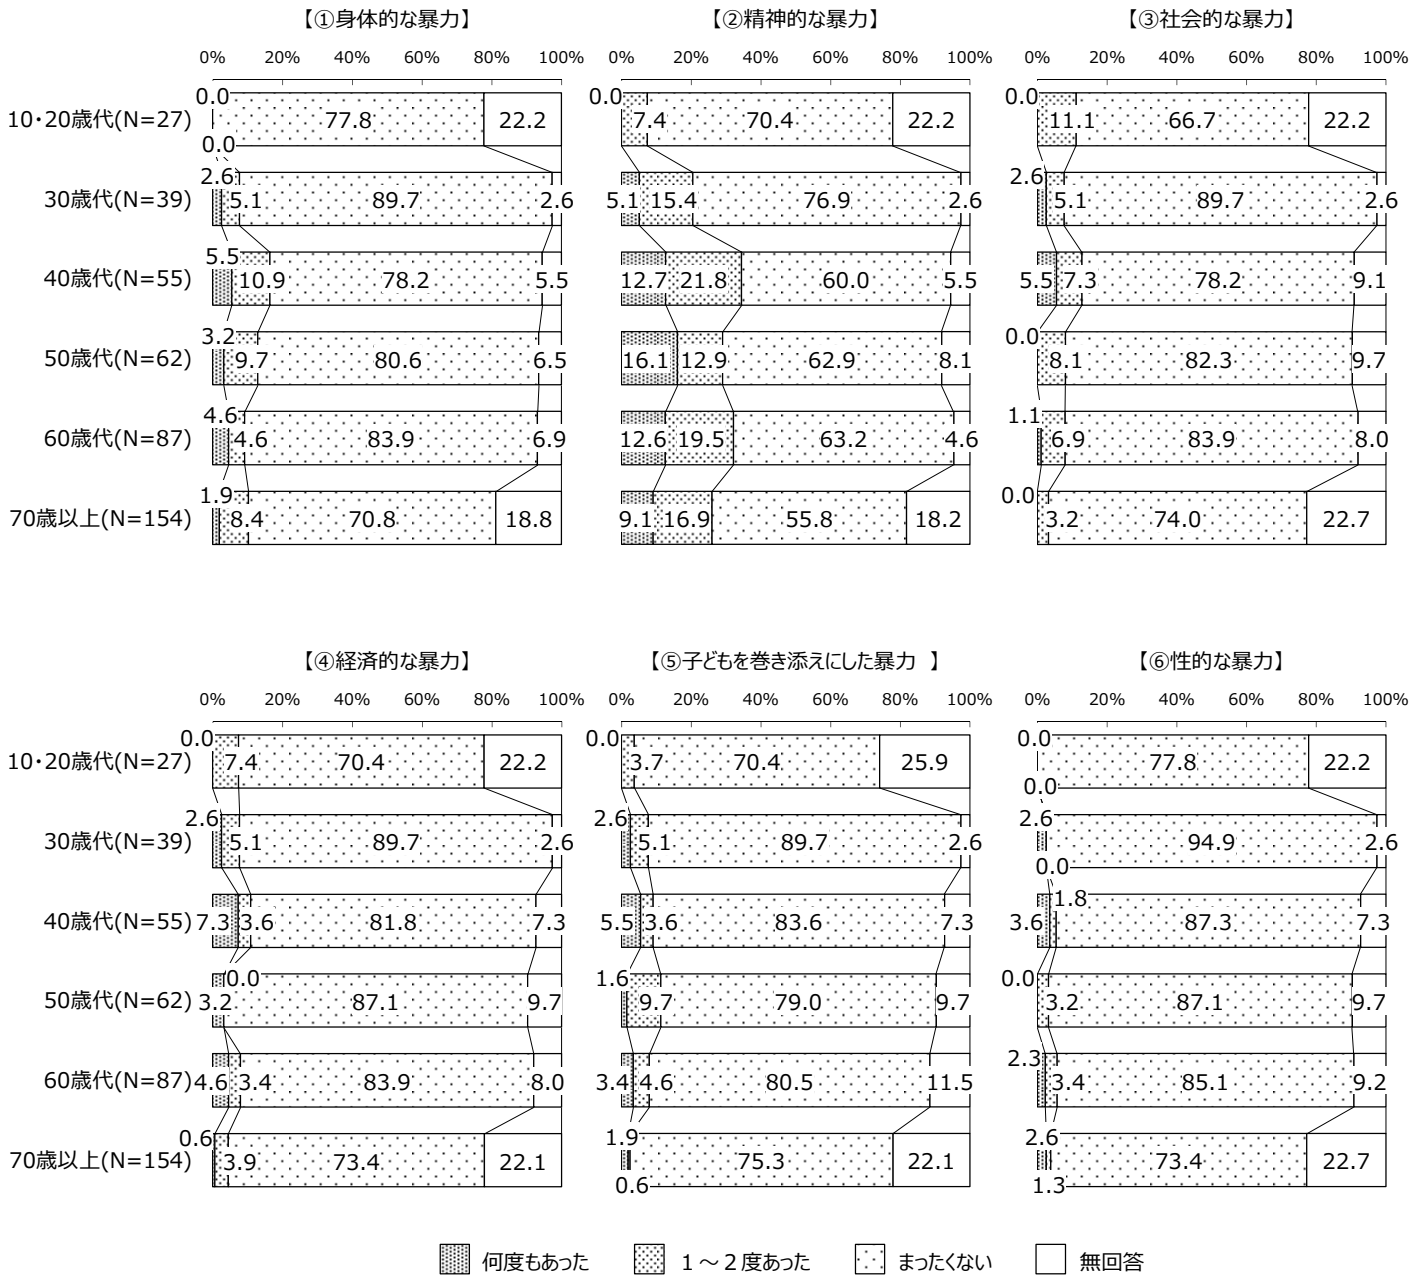 【①身体的な暴力】 【②精神的な暴力】 【③社会的な暴力】
0% 20% 40% 60% 80% 100% 0% 20% 40% 60% 80% 100% 0% 20% 40% 60% 80% 100%
10・20歳代(N=27) 0.0 0.0 77.8 22.2 0.0 7.4 70.4 22.2 0.0 11.1 66.7 22.2
30歳代(N=39) 2.6 5.1 89.7 2.6 5.1 15.4 76.9 2.6 2.6 5.1 89.7 2.6
40歳代(N=55) 5.5 10.9 78.2 5.5 12.7 21.8 60.0 5.5 5.5 7.3 78.2 9.1
50歳代(N=62) 3.2 9.7 80.6 6.5 16.1 12.9 62.9 8.1 0.0 8.1 82.3 9.7
60歳代(N=87) 4.6 4.6 83.9 6.9 12.6 19.5 63.2 4.6 1.1 6.9 83.9 8.0
70歳以上(N=154) 1.9 8.4 70.8 18.8 9.1 16.9 55.8 18.2 0.0 3.2 74.0 22.7
【④経済的な暴力】 【⑤子どもを巻き添えにした暴力 】 【⑥性的な暴力】
0% 20% 40% 60% 80% 100% 0% 20% 40% 60% 80% 100% 0% 20% 40% 60% 80% 100%
10・20歳代(N=27) 0.0 7.4 70.4 22.2 0.0 3.7 70.4 25.9 0.0 0.0 77.8 22.2
30歳代(N=39) 2.6 5.1 89.7 2.6 2.6 5.1 89.7 2.6 2.6 0.0 94.9 2.6
40歳代(N=55) 7.3 3.6 81.8 7.3 5.5 3.6 83.6 7.3 3.6 1.8 87.3 7.3
50歳代(N=62) 3.2 0.0 87.1 9.7 1.6 9.7 79.0 9.7 0.0 3.2 87.1 9.7
60歳代(N=87) 4.6 3.4 83.9 8.0 3.4 4.6 80.5 11.5 2.3 3.4 85.1 9.2
70歳以上(N=154) 0.6 3.9 73.4 22.1 1.9 0.6 75.3 22.1 2.6 1.3 73.4 22.7
何度もあった １～２度あった まったくない 無回答